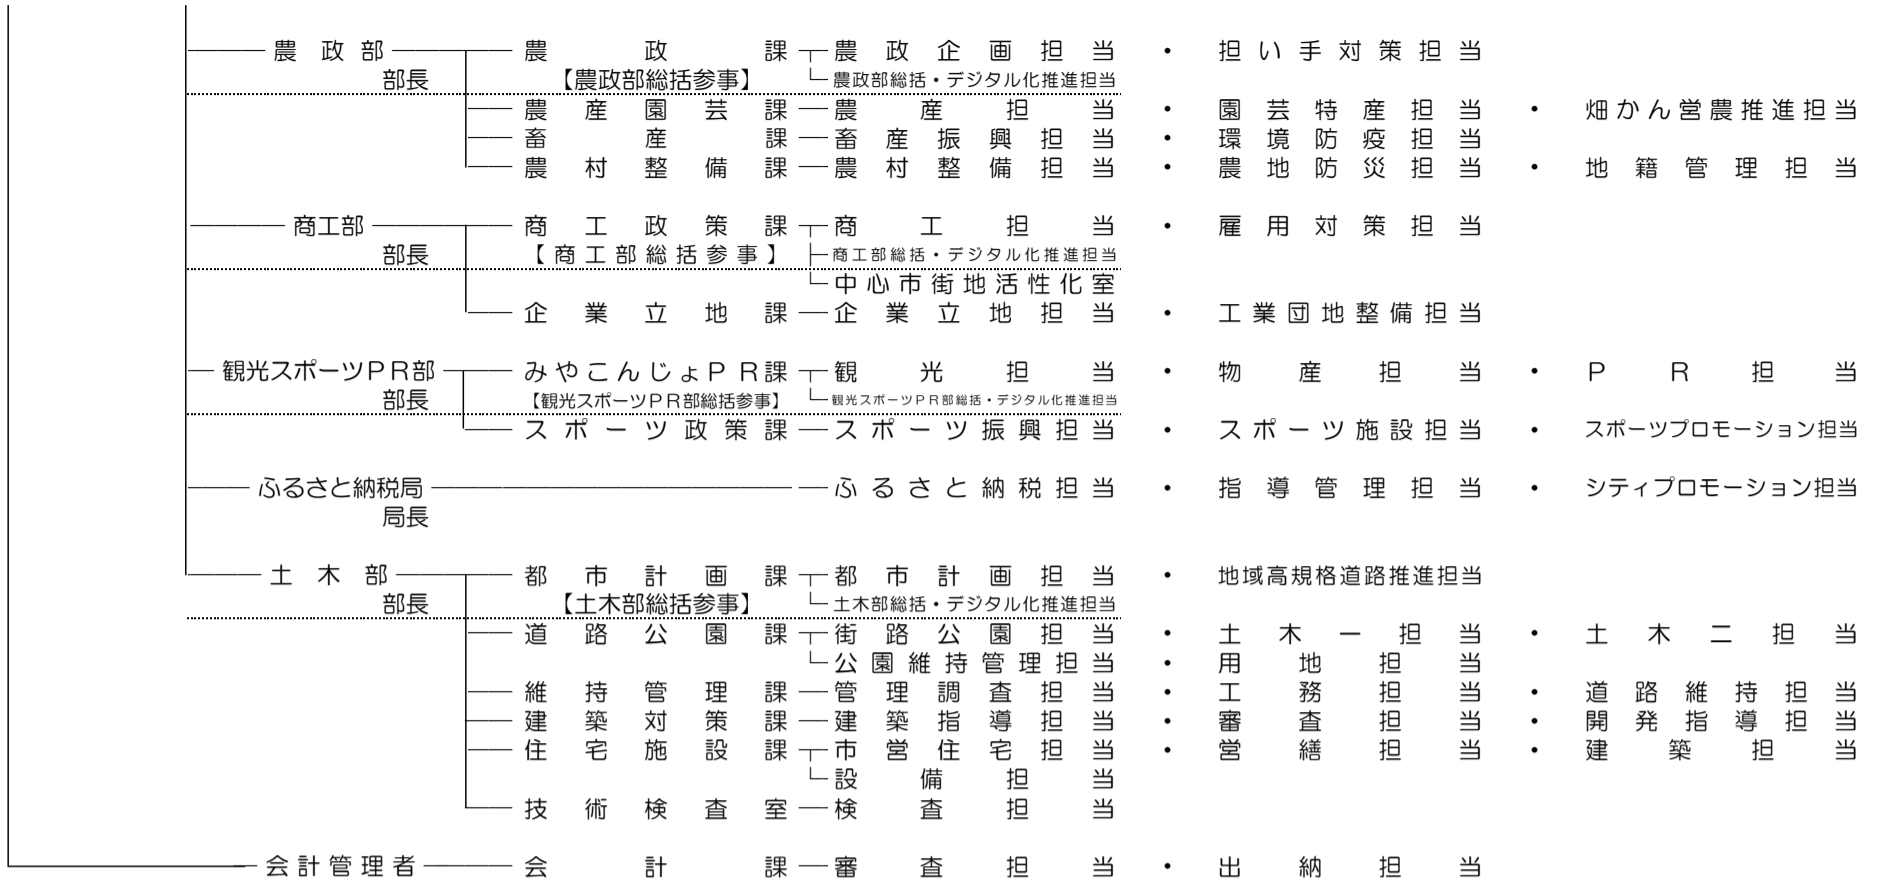 農政部 農政課 農政企画担当 ・ 担い手対策担当
部長 【農政部総括参事】 農政部総括・デジタル化推進担当
農産園芸課 農産担当 ・ 園芸特産担当 ・ 畑かん営農推進担当
畜産課 畜産振興担当 ・ 環境防疫担当
農村整備課 農村整備担当 ・ 農地防災担当 ・ 地籍管理担当
商工部 商工政策課 商工担当 ・ 雇用対策担当
部長 【商工部総括参事】 商工部総括・デジタル化推進担当
中心市街地活性化室
企業立地課 企業立地担当 ・ 工業団地整備担当
観光スポーツＰＲ部 みやこんじょＰＲ課 観光担当 ・ 物産担当 ・ ＰＲ担当
部長 【観光スポーツＰＲ部総括参事】 観光スポーツＰＲ部総括・デジタル化推進担当
スポーツ政策課 スポーツ振興担当 ・ スポーツ施設担当 ・ スポーツプロモーション担当
ふるさと納税局 ふるさと納税担当 ・ 指導管理担当 ・ シティプロモーション担当
局長
土木部 都市計画課 都市計画担当 ・ 地域高規格道路推進担当
部長 【土木部総括参事】 土木部総括・デジタル化推進担当
道路公園課 街路公園担当 ・ 土木一担当 ・ 土木二担当
公園維持管理担当 ・ 用地担当
維持管理課 管理調査担当 ・ 工務担当 ・ 道路維持担当
建築対策課 建築指導担当 ・ 審査担当 ・ 開発指導担当
住宅施設課 市営住宅担当 ・ 営繕担当 ・ 建築担当
設備担当
技術検査室 検査担当
会計管理者 会計課 審査担当 ・ 出納担当